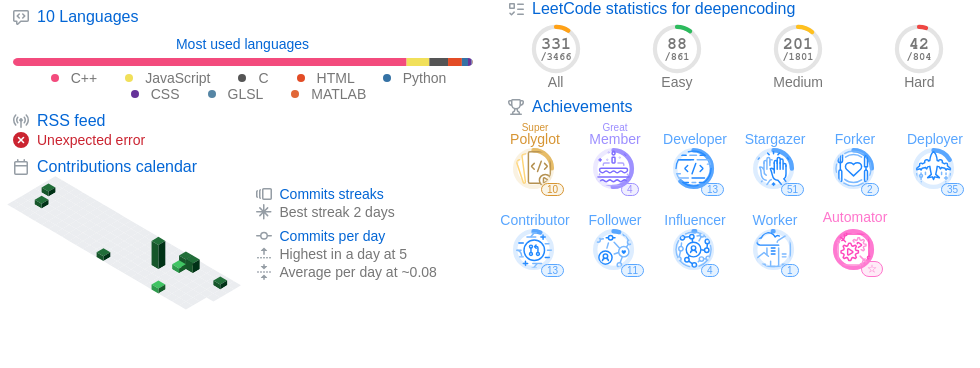 10 Languages
Most used languages
C++ JavaScript C HTML Python
CSS GLSL MATLAB
RSS feed
Unexpected error
Contributions calendar
Commits streaks
Best streak 2 days
Commits per day
Highest in a day at 5
Average per day at ~0.08
LeetCode statistics for deepencoding
331 88 201 42
/3466 /861 /1801 /804
All Easy Medium Hard
Achievements
Super Great
Polyglot Member Developer Stargazer Forker Deployer
10 4 13 51 2 35
Contributor Follower Influencer Worker Automator
13 11 4 1